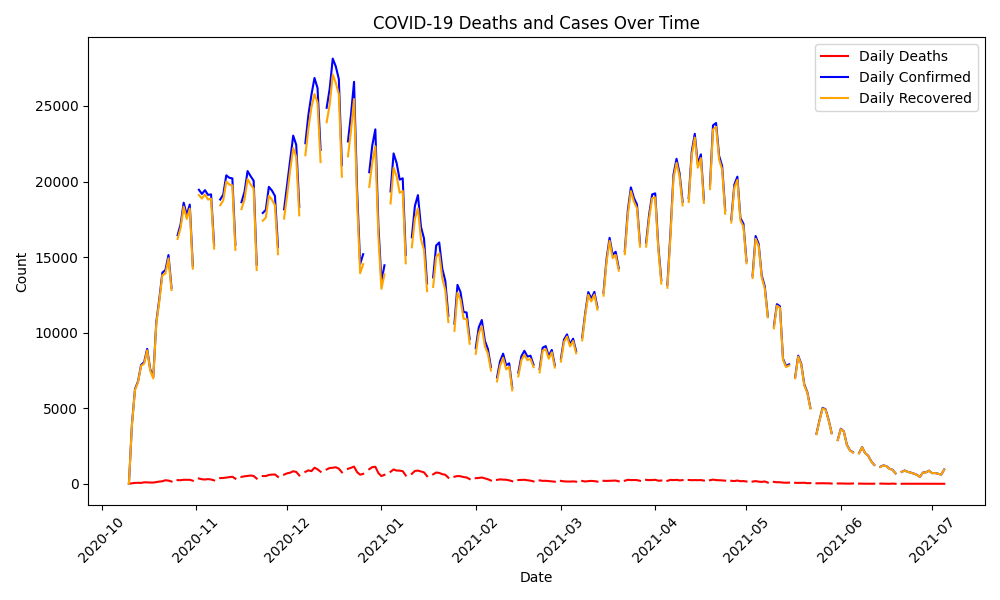 COVID-19 Deaths and Cases Over Time
Daily Deaths
Daily Confirmed
Daily Recovered
Count
25000
20000
15000
10000
5000
0
2020-10
2020-11
2020-12
2021-01
2021-02
2021-03
2021-04
2021-05
2021-06
2021-07
Date